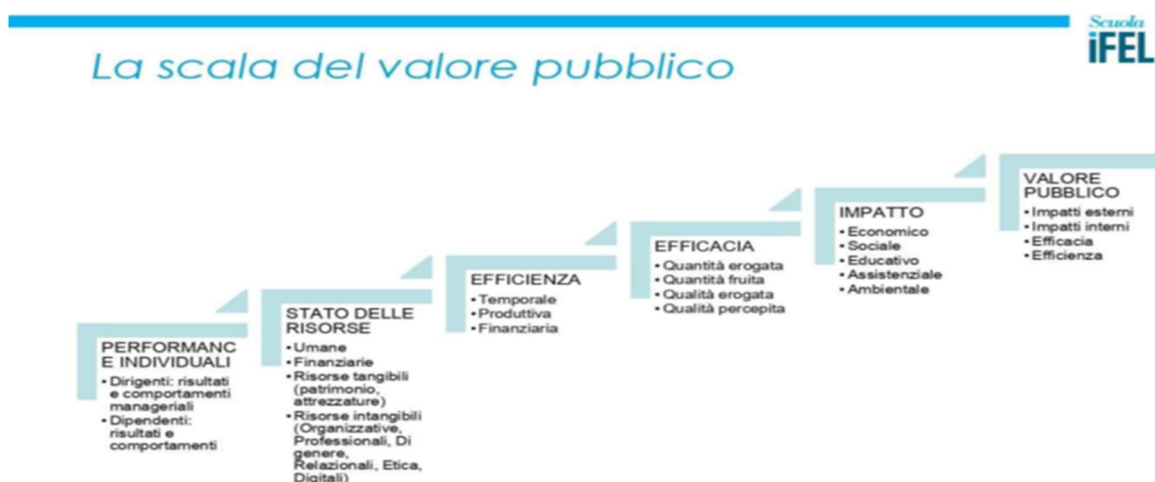 Scuola
iFEL
La scala del valore pubblico
PERFORMANC
E INDIVIDUALI
• Dirigenti: risultati
e comportamenti
manageriali
• Dipendenti:
risultati e
comportamenti
STATO DELLE
RISORSE
• Umane
• Finanziarie
• Risorse tangibili
(patrimonio,
attrezzature)
• Risorse intangibili
(Organizzative,
Professionali, Di
genere,
Relazionali, Etica,
Digitali)
EFFICIENZA
• Temporale
• Produttiva
• Finanziaria
EFFICACIA
• Quantità erogata
• Quantità fruita
• Qualità erogata
• Qualità percepita
IMPATTO
• Economico
• Sociale
• Educativo
• Assistenziale
• Ambientale
VALORE
PUBBLICO
• Impatti esterni
• Impatti interni
• Efficacia
• Efficienza